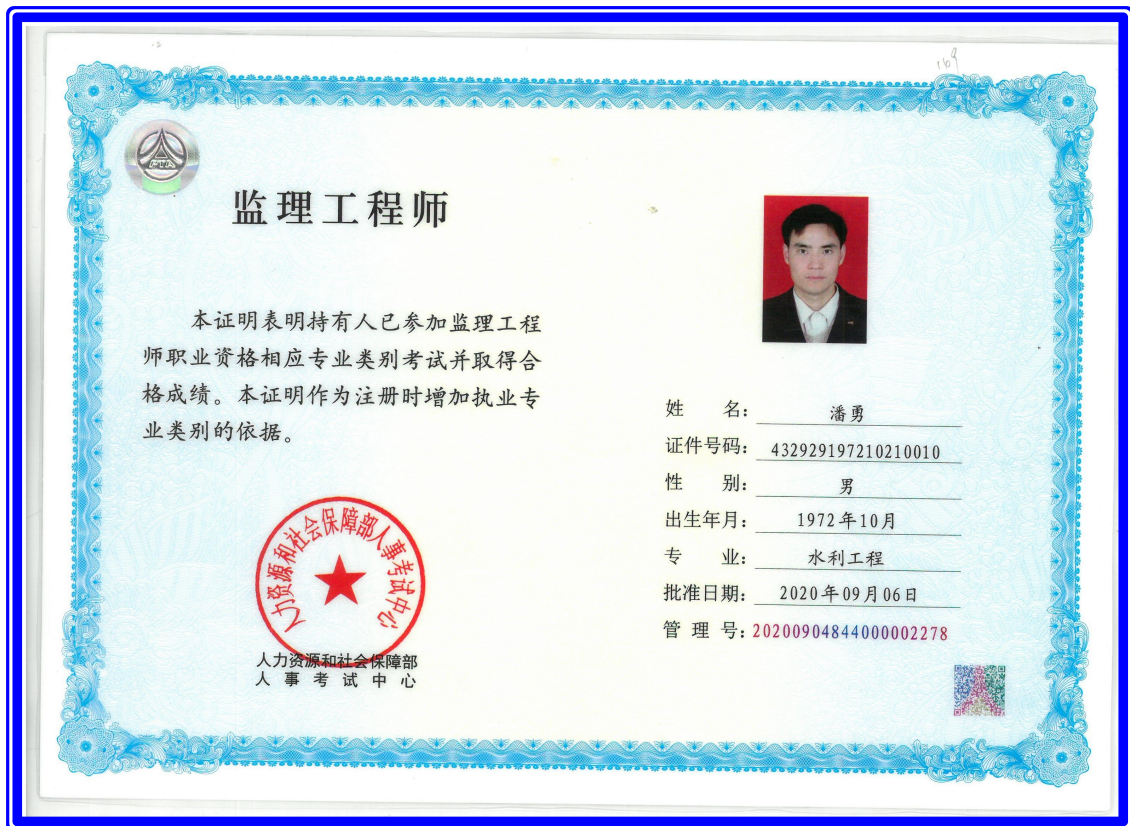 169
监理工程师
本证明表明持有人已参加监理工程
师职业资格相应专业类别考试并取得合
格成绩。本证明作为注册时增加执业专
业类别的依据。
人力资源和社会保障部人事考试中心
人力资源和社会保障部
人事考试中心
姓 名: 潘勇
证件号码: 432929197210210010
性 别: 男
出生年月: 1972年10月
专 业: 水利工程
批准日期: 2020年09月06日
管 理 号: 20200904844000002278